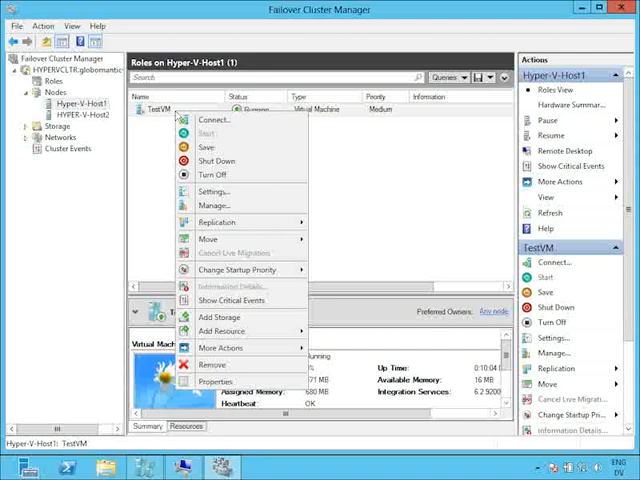 Failover Cluster Manager
File Action View Help
Failover Cluster Manager
HYPERVCLTR.globomantic
Roles
Nodes
Hyper-V-Host1
HYPER-V-Host2
Storage
Networks
Cluster Events
Roles on Hyper-V-Host1 (1)
Search
Queries
Name Status Type Priority Information
TestVM Running Virtual Machine Medium
Connect...
Start
Save
Shut Down
Turn Off
Settings...
Manage...
Replication
Move
Cancel Live Migration
Change Startup Priority
Information Details...
Show Critical Events
Add Storage
Add Resource
More Actions
Remove
Properties
Preferred Owners: Any node
Virtual Mac
Running
Up Time: 0:10:04
671 MB Available Memory: 16 MB
Assigned Memory: 680 MB Integration Services: 6.2.9200
Heartbeat: OK
Summary Resources
Actions
Hyper-V-Host1
Roles View
Hardware Summar...
Pause
Resume
Remote Desktop
Show Critical Events
More Actions
View
Refresh
Help
TestVM
Connect...
Start
Save
Shut Down
Turn Off
Settings...
Manage...
Replication
Move
Cancel Live Migrati...
Change Startup Pri...
Information Details...
Hyper-V-Host1: TestVM
ENG
DV